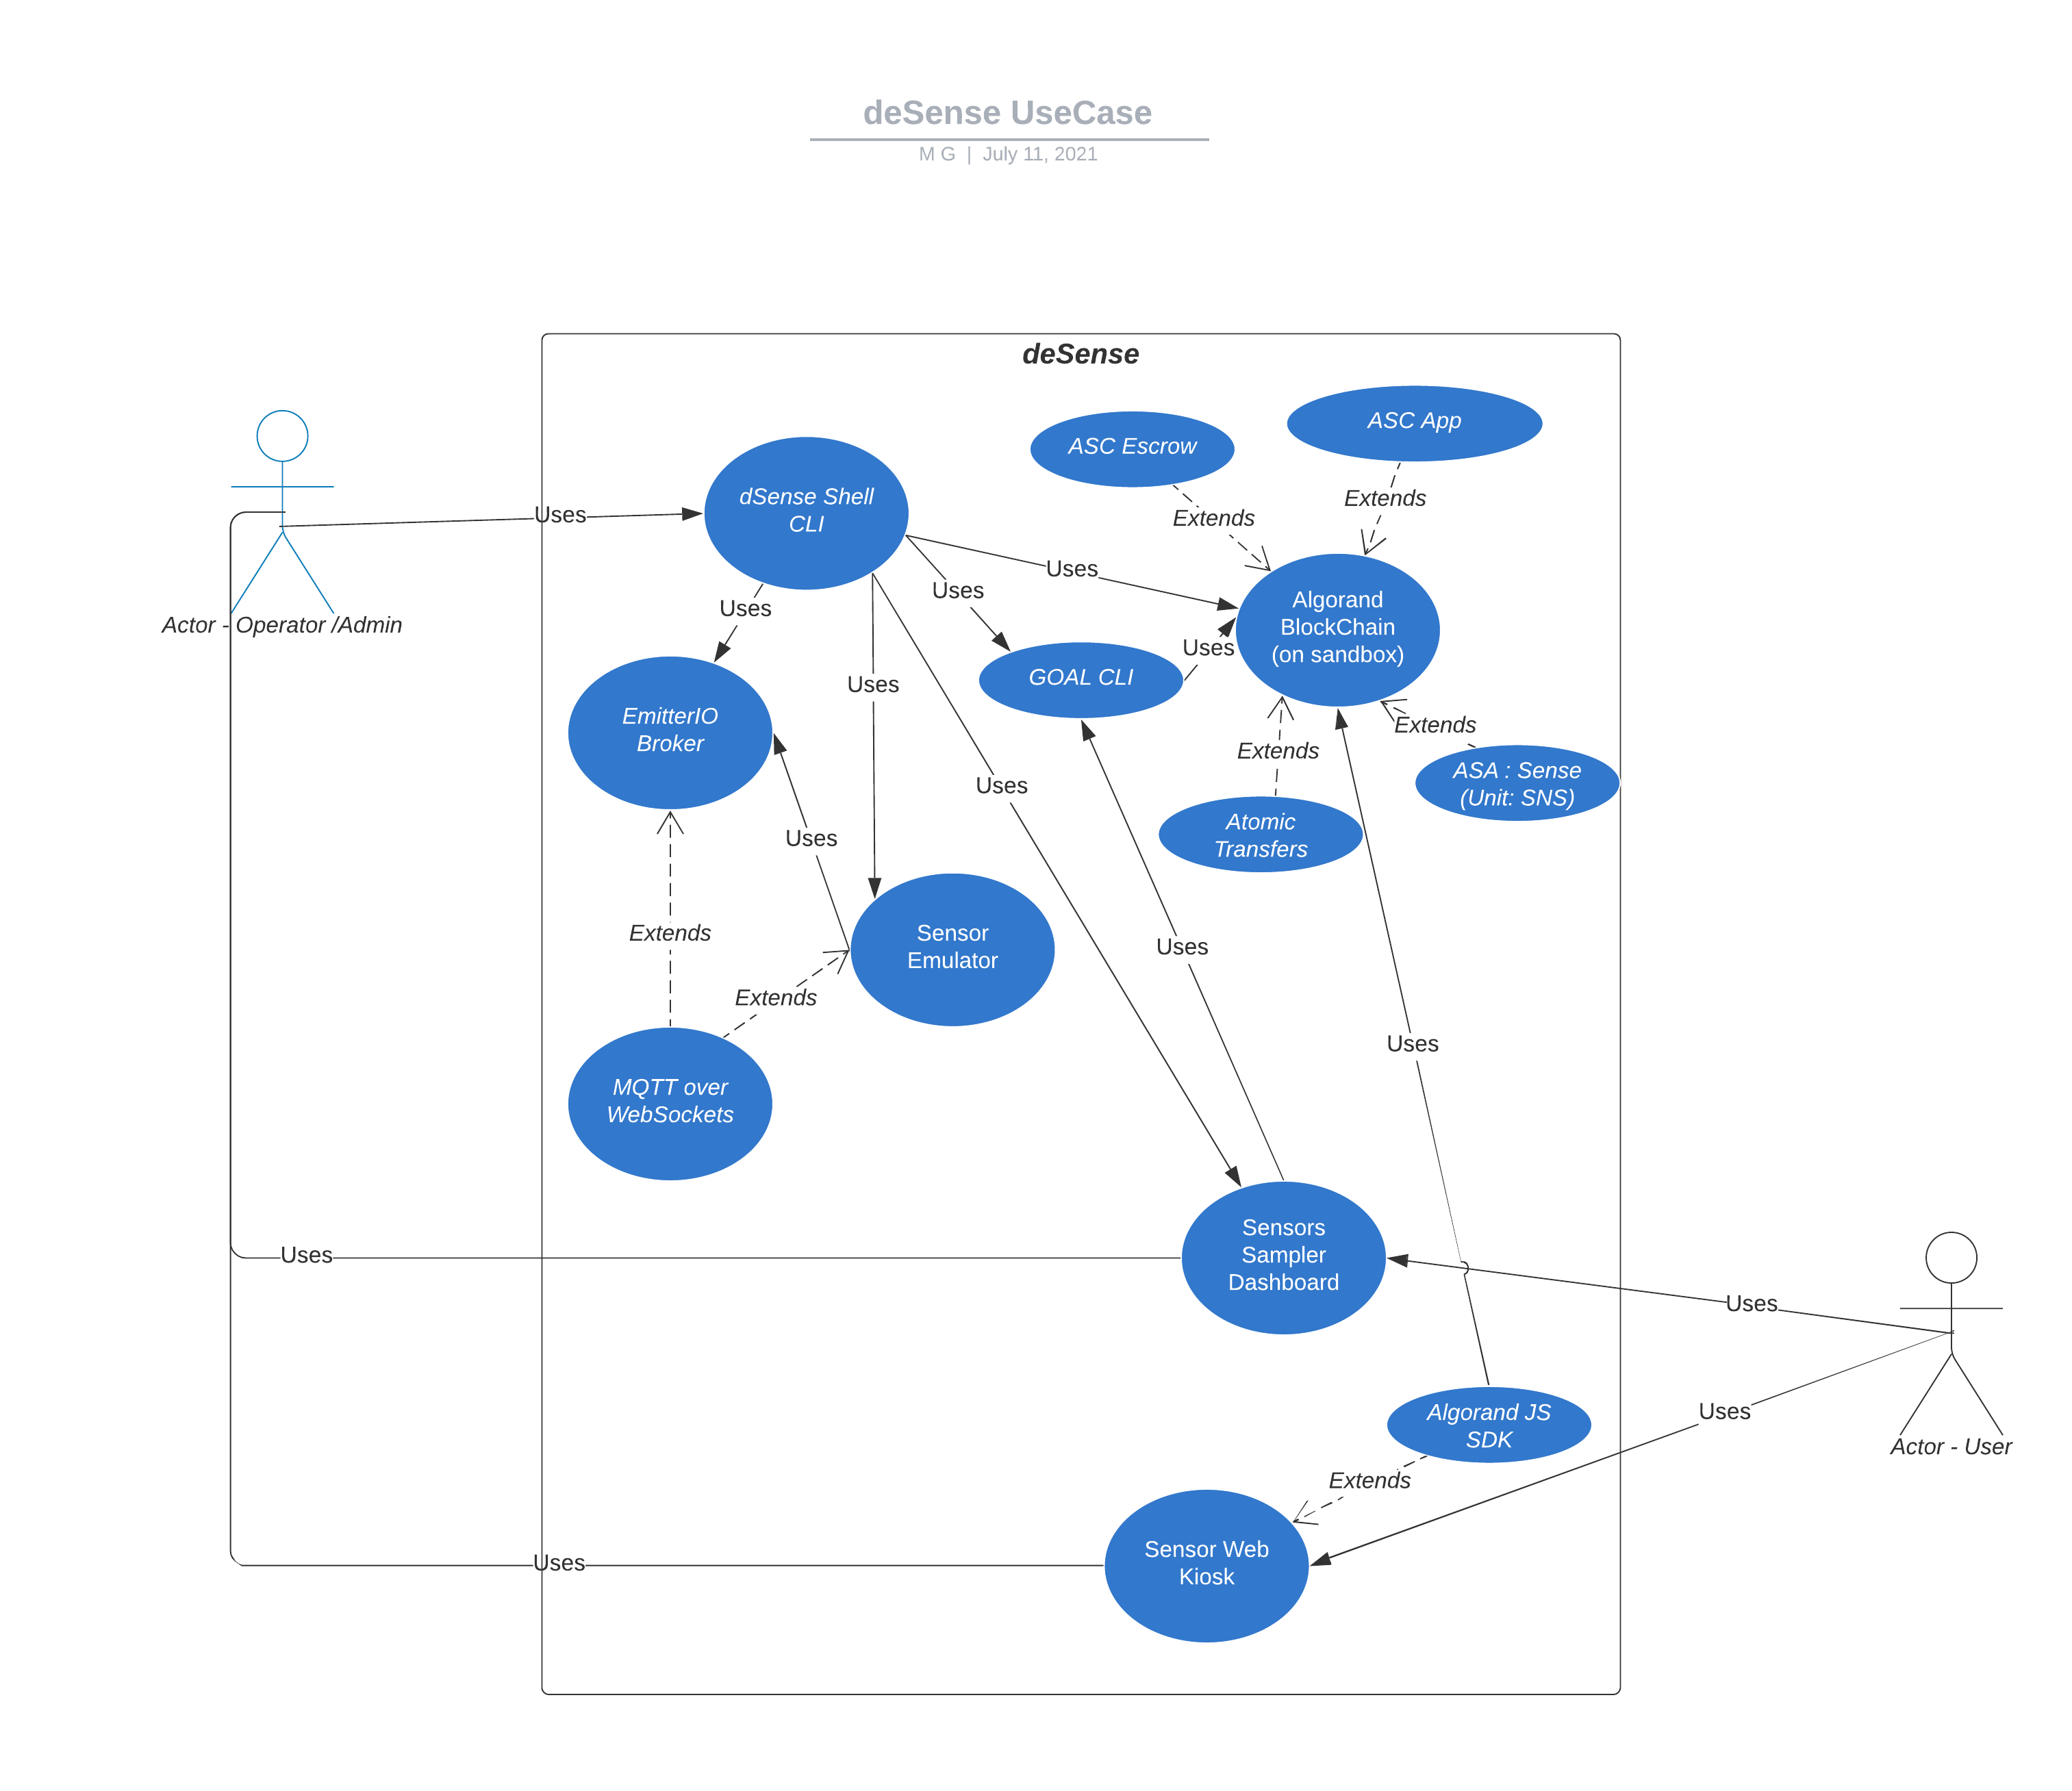 deSense UseCase
M G | July 11, 2021
deSense
ASC App
ASC Escrow
dSense Shell
CLI
Extends
Uses
Extends
Uses
Uses
Uses
Algorand
BlockChain
(on sandbox)
Actor - Operator /Admin
Uses
GOAL CLI
Uses
EmitterIO
Broker
Extends
Extends
ASA : Sense
(Unit: SNS)
Uses
Atomic
Transfers
Uses
Extends
Sensor
Emulator
Uses
Extends
Uses
MQTT over
WebSockets
Sensors
Sampler
Dashboard
Uses
Uses
Uses
Algorand JS
SDK
Actor - User
Extends
Sensor Web
Kiosk
Uses